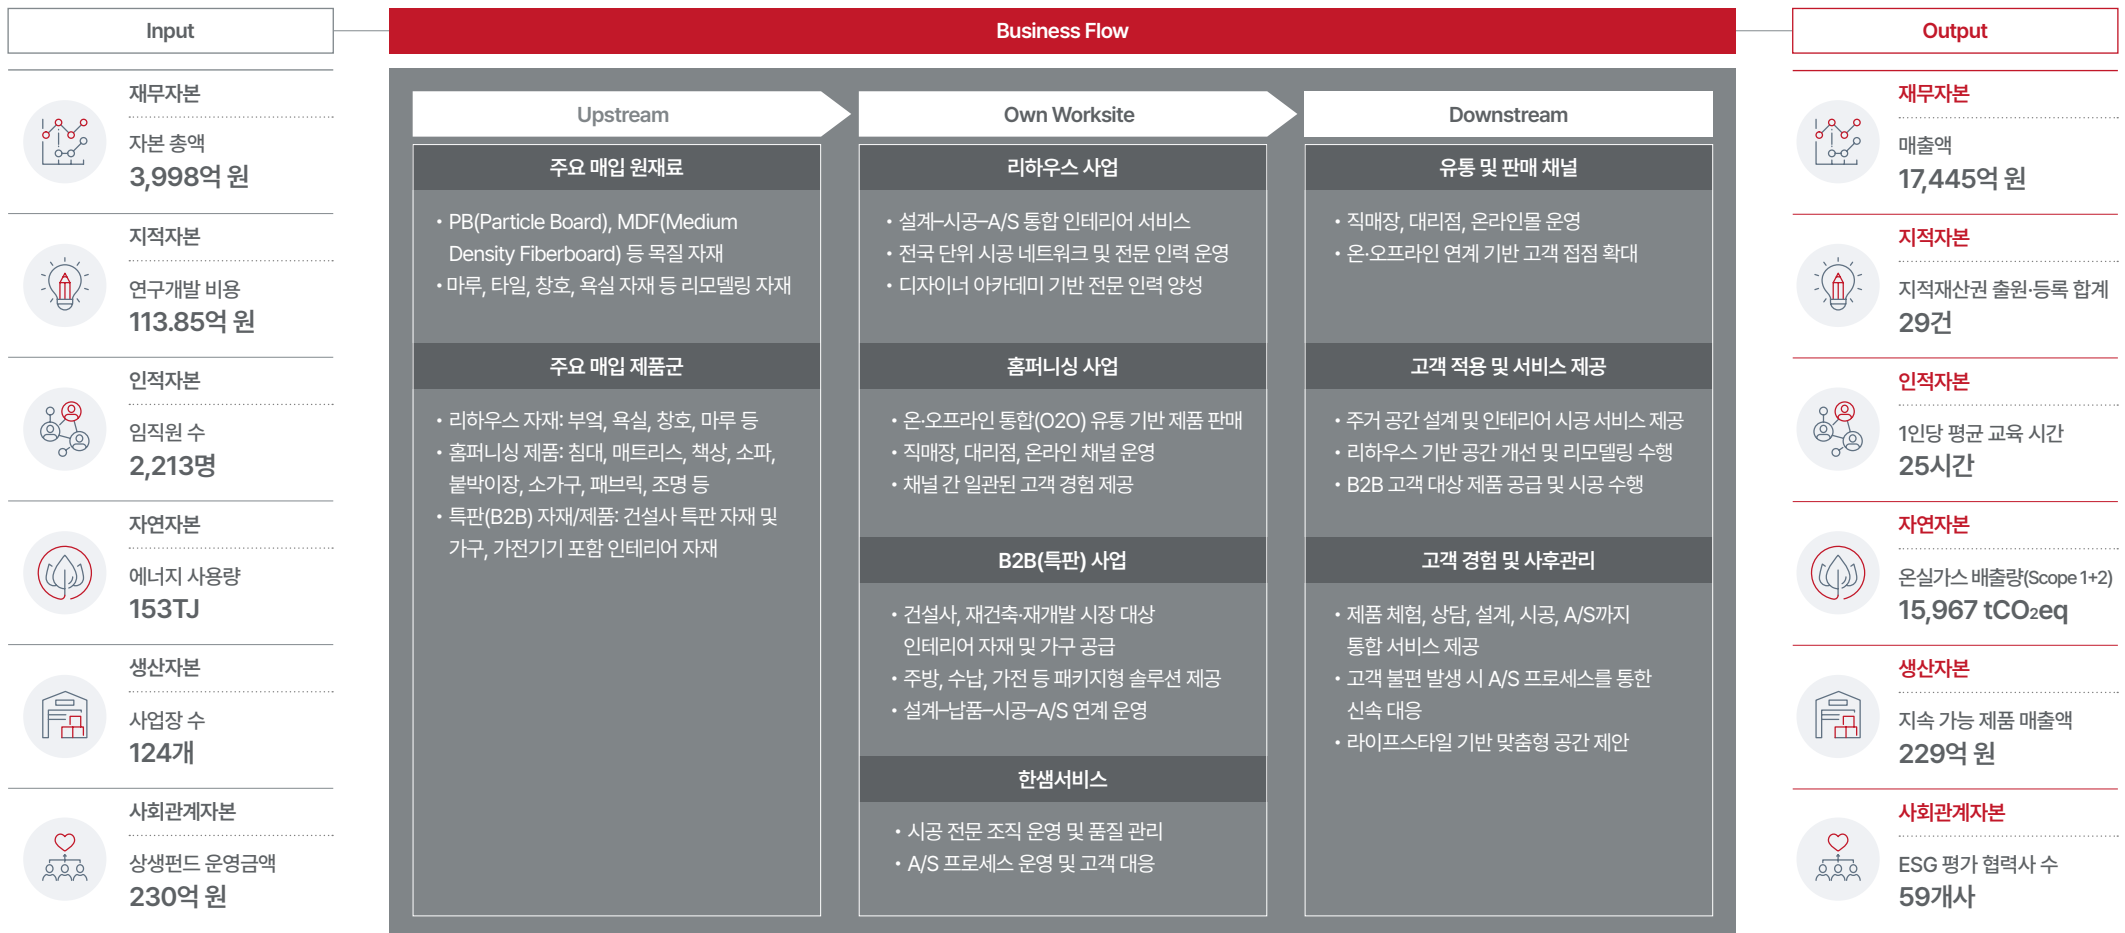 Input
재무자본
자본 총액
3,998억 원
지적자본
연구개발 비용
113.85억 원
인적자본
임직원 수
2,213명
자연자본
에너지 사용량
153TJ
생산자본
사업장 수
124개
사회관계자본
상생펀드 운영금액
230억 원
Business Flow
Upstream
주요 매입 원재료
• PB(Particle Board), MDF(Medium
Density Fiberboard) 등 목질 자재
• 마루, 타일, 창호, 욕실 자재 등 리모델링 자재
주요 매입 제품군
• 리하우스 자재: 부엌, 욕실, 창호, 마루 등
• 홈퍼니싱 제품: 침대, 매트리스, 책상, 소파,
붙박이장, 소가구, 패브릭, 조명 등
• 특판(B2B) 자재/제품: 건설사 특판 자재 및
가구, 가전기기 포함 인테리어 자재
Own Worksite
리하우스 사업
• 설계–시공–A/S 통합 인테리어 서비스
• 전국 단위 시공 네트워크 및 전문 인력 운영
• 디자이너 아카데미 기반 전문 인력 양성
홈퍼니싱 사업
• 온·오프라인 통합(O2O) 유통 기반 제품 판매
• 직매장, 대리점, 온라인 채널 운영
• 채널 간 일관된 고객 경험 제공
B2B(특판) 사업
• 건설사, 재건축·재개발 시장 대상
인테리어 자재 및 가구 공급
• 주방, 수납, 가전 등 패키지형 솔루션 제공
• 설계–납품–시공–A/S 연계 운영
한샘서비스
• 시공 전문 조직 운영 및 품질 관리
• A/S 프로세스 운영 및 고객 대응
Downstream
유통 및 판매 채널
• 직매장, 대리점, 온라인몰 운영
• 온·오프라인 연계 기반 고객 접점 확대
고객 적용 및 서비스 제공
• 주거 공간 설계 및 인테리어 시공 서비스 제공
• 리하우스 기반 공간 개선 및 리모델링 수행
• B2B 고객 대상 제품 공급 및 시공 수행
고객 경험 및 사후관리
• 제품 체험, 상담, 설계, 시공, A/S까지
통합 서비스 제공
• 고객 불편 발생 시 A/S 프로세스를 통한
신속 대응
• 라이프스타일 기반 맞춤형 공간 제안
Output
재무자본
매출액
17,445억 원
지적자본
지적재산권 출원·등록 합계
29건
인적자본
1인당 평균 교육 시간
25시간
자연자본
온실가스 배출량(Scope 1+2)
15,967 tCO₂eq
생산자본
지속 가능 제품 매출액
229억 원
사회관계자본
ESG 평가 협력사 수
59개사